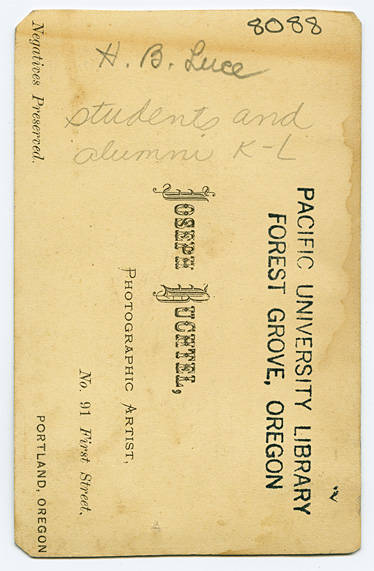 8088
H. B. Luce
students and
alumni K-L
PACIFIC UNIVERSITY LIBRARY
FOREST GROVE, OREGON
JOSEPH BUCHTEL,
PHOTOGRAPHIC ARTIST,
No. 91 First Street,
PORTLAND, OREGON
Negatives Preserved.